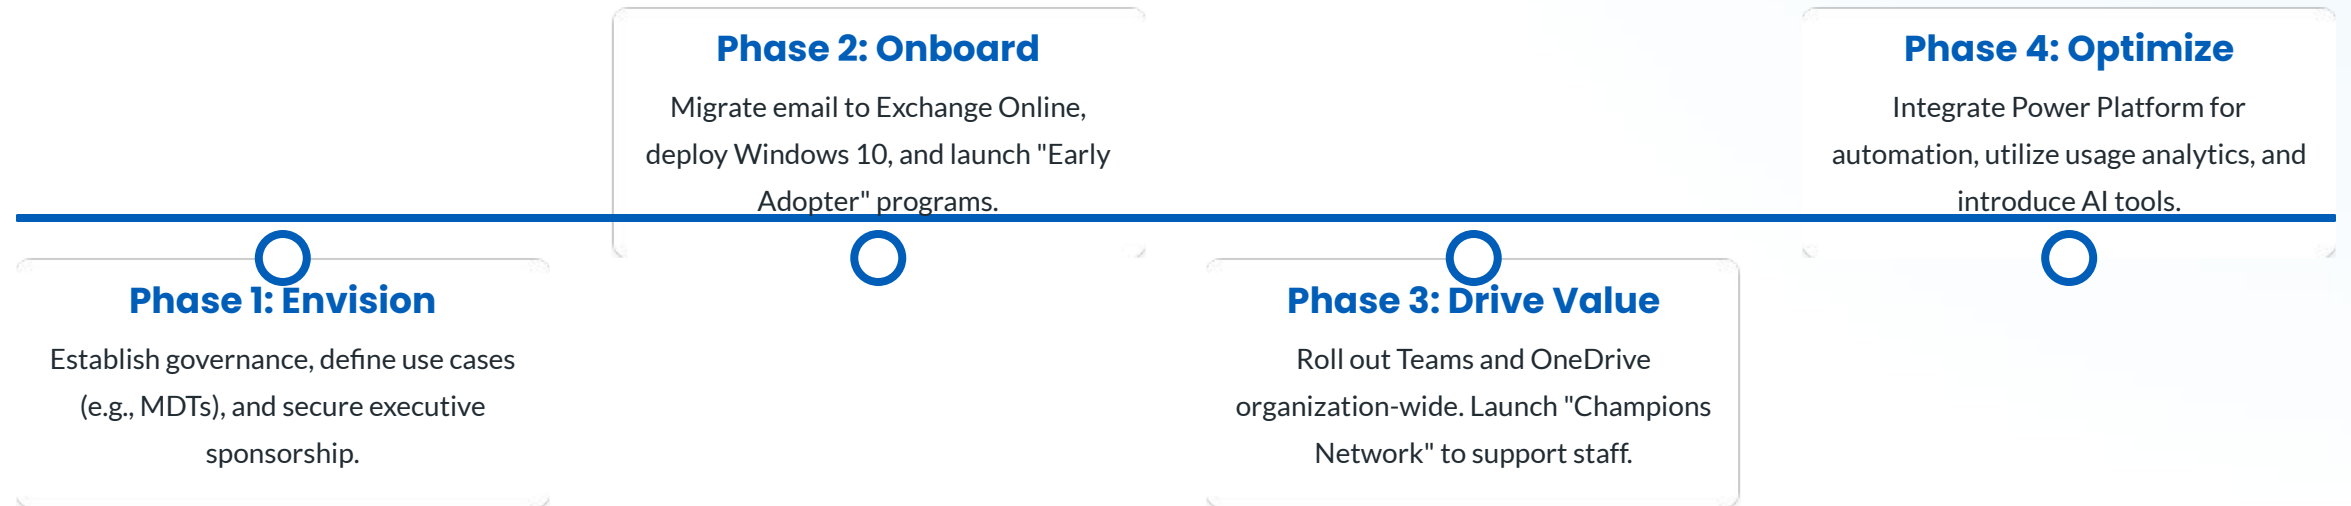 Phase 1: Envision
Establish governance, define use cases
(e.g., MDTs), and secure executive
sponsorship.
Phase 2: Onboard
Migrate email to Exchange Online,
deploy Windows 10, and launch "Early
Adopter" programs.
Phase 3: Drive Value
Roll out Teams and OneDrive
organization-wide. Launch "Champions
Network" to support staff.
Phase 4: Optimize
Integrate Power Platform for
automation, utilize usage analytics, and
introduce AI tools.